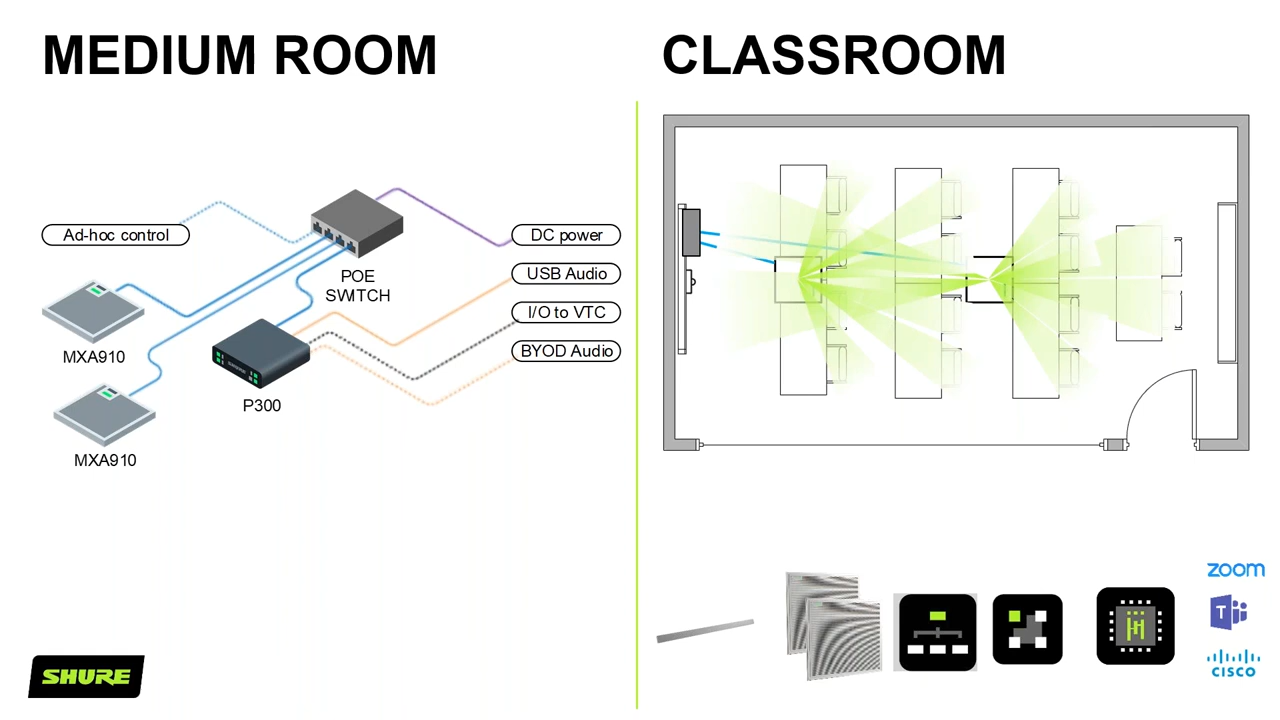 MEDIUM ROOM
Ad-hoc control
POE
SWITCH
DC power
USB Audio
I/O to VTC
BYOD Audio
MXA910
P300
MXA910
SHURE
CLASSROOM
zoom
T
CISCO